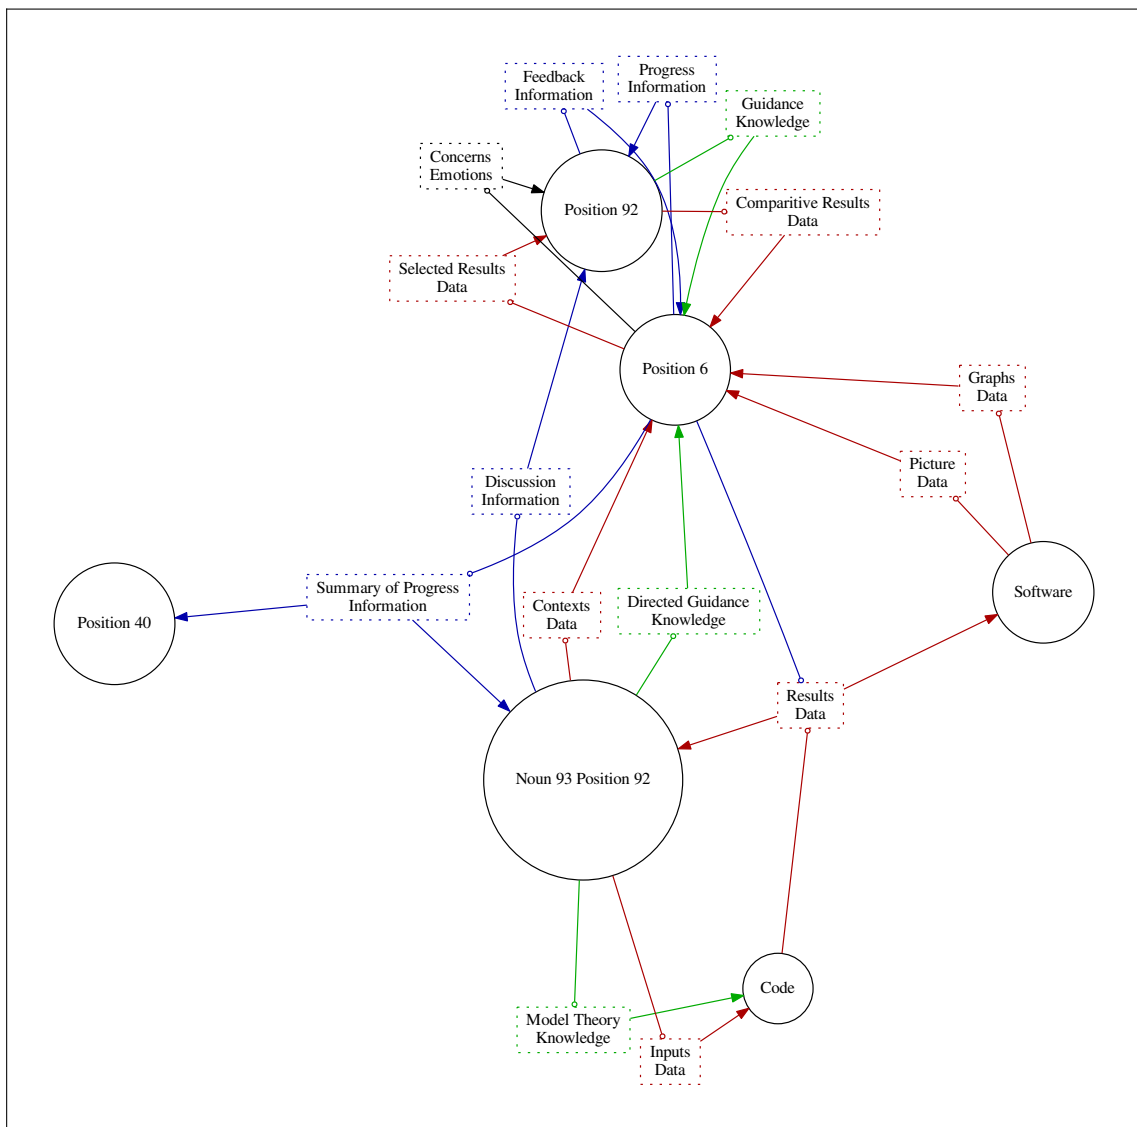 Feedback
Information
Progress
Information
Guidance
Knowledge
Concerns
Emotions
Position 92
Comparitive Results
Data
Selected Results
Data
Position 6
Graphs
Data
Picture
Data
Discussion
Information
Summary of Progress
Information
Position 40
Contexts
Data
Directed Guidance
Knowledge
Software
Results
Data
Noun 93 Position 92
Code
Model Theory
Knowledge
Inputs
Data